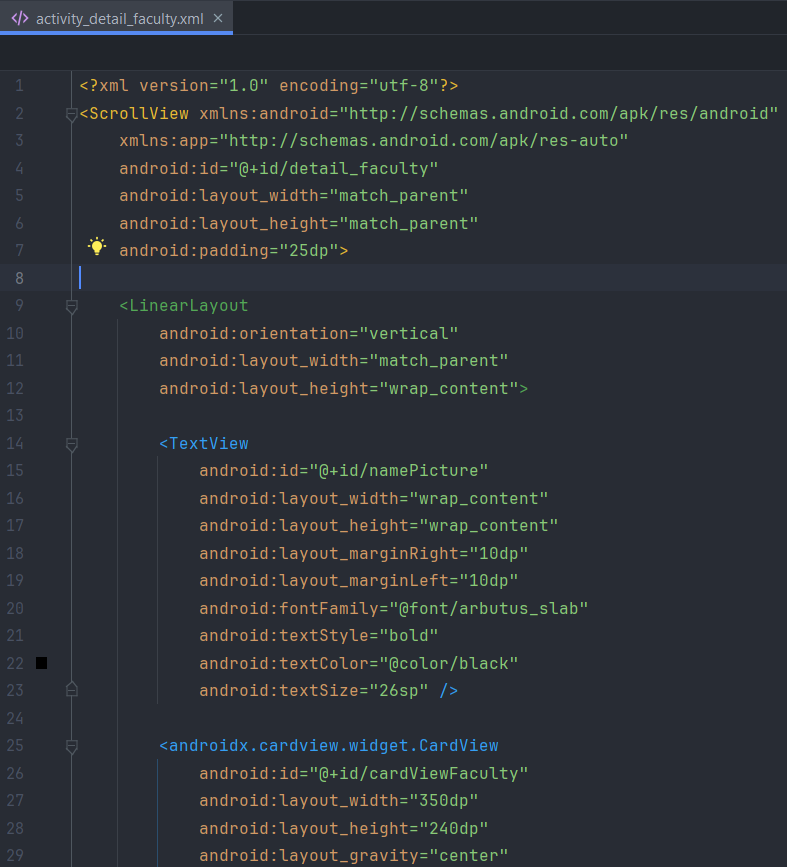 </> activity_detail_faculty.xml ×
1 <?xml version="1.0" encoding="utf-8"?>
2 <ScrollView xmlns:android="http://schemas.android.com/apk/res/android"
3     xmlns:app="http://schemas.android.com/apk/res-auto"
4     android:id="@+id/detail_faculty"
5     android:layout_width="match_parent"
6     android:layout_height="match_parent"
7     android:padding="25dp">
8
9     <LinearLayout
10         android:orientation="vertical"
11         android:layout_width="match_parent"
12         android:layout_height="wrap_content">
13
14         <TextView
15             android:id="@+id/namePicture"
16             android:layout_width="wrap_content"
17             android:layout_height="wrap_content"
18             android:layout_marginRight="10dp"
19             android:layout_marginLeft="10dp"
20             android:fontFamily="@font/arbutus_slab"
21             android:textStyle="bold"
22             android:textColor="@color/black"
23             android:textSize="26sp" />
24
25         <androidx.cardview.widget.CardView
26             android:id="@+id/cardViewFaculty"
27             android:layout_width="350dp"
28             android:layout_height="240dp"
29             android:layout_gravity="center"